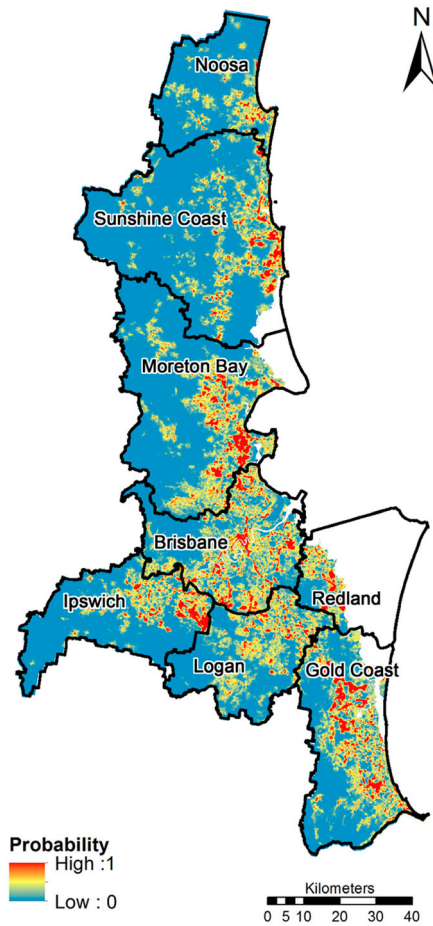 N
Noosa
Sunshine Coast
Moreton Bay
Brisbane
Ipswich
Redland
Logan
Gold Coast
Probability
High :1
Low : 0
Kilometers
0 5 10 20 30 40